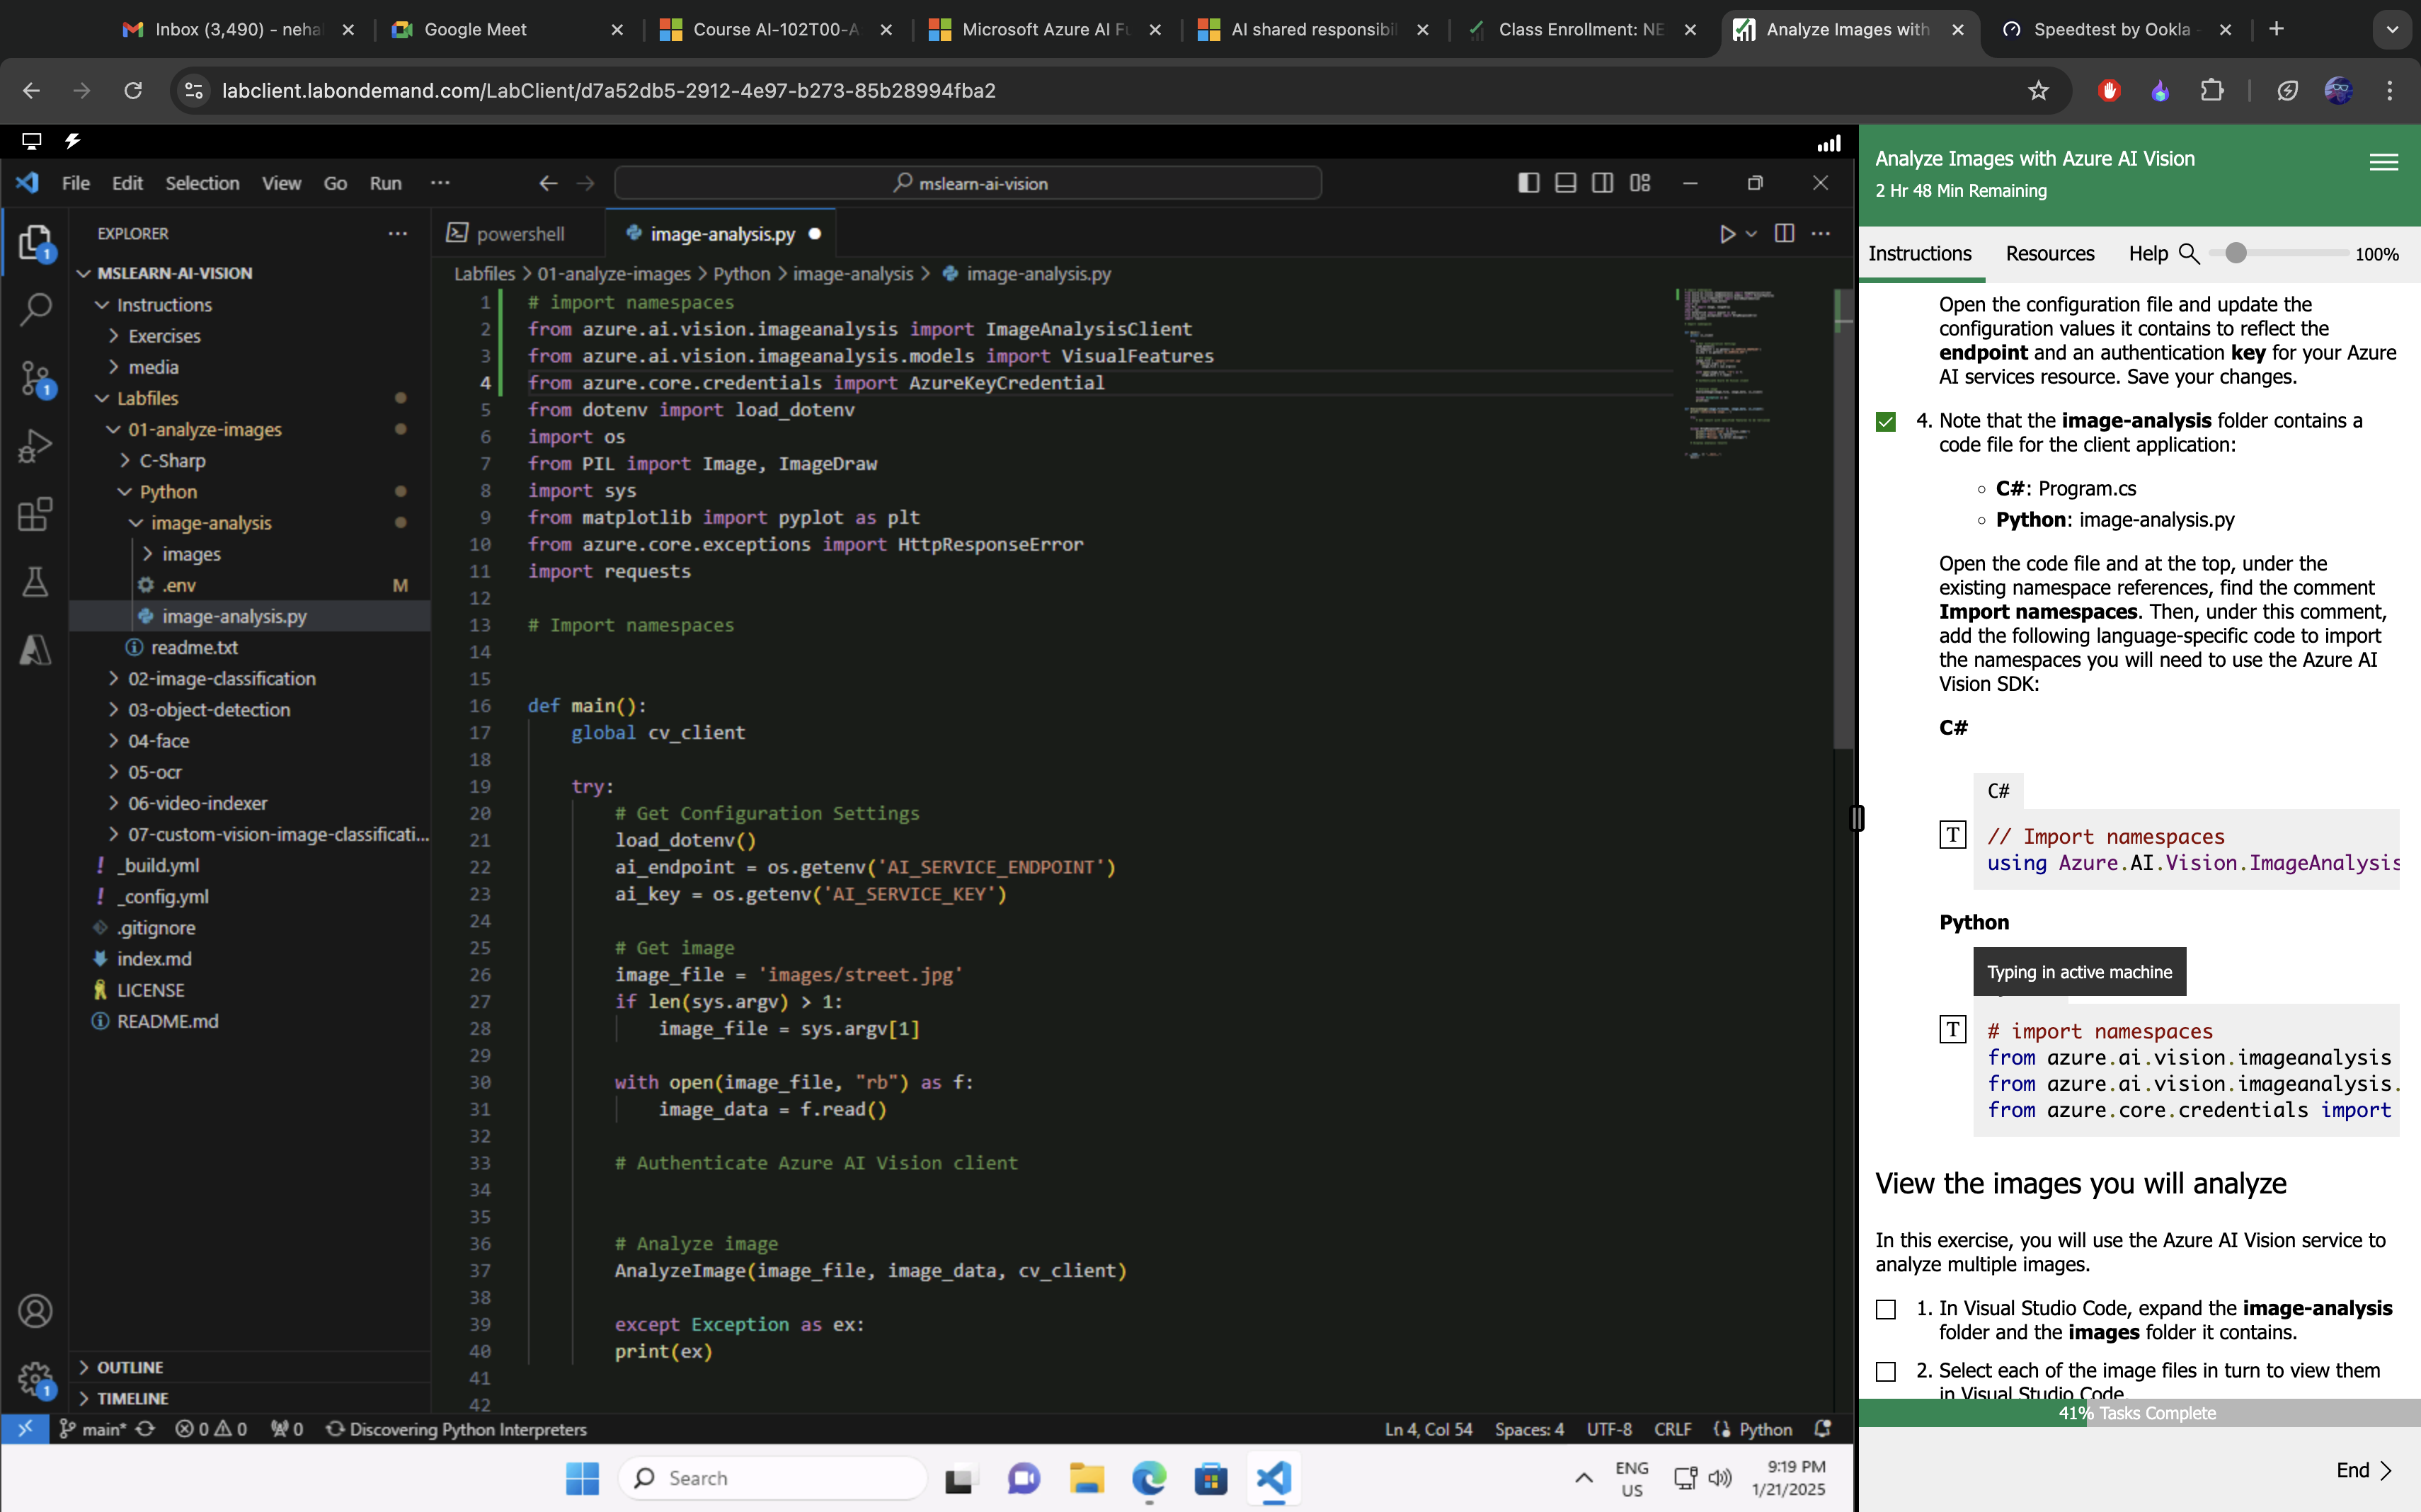 Inbox (3,490) - neha
Google Meet
Course AI-102T00-A
Microsoft Azure AI Fu
AI shared responsibil
Class Enrollment: NE
Analyze Images with
Speedtest by Ookla -
labclient.labondemand.com/LabClient/d7a52db5-2912-4e97-b273-85b28994fba2
File Edit Selection View Go Run ···
mslearn-ai-vision
EXPLORER
MSLEARN-AI-VISION
Instructions
Exercises
media
Labfiles
01-analyze-images
C-Sharp
Python
image-analysis
images
.env M
image-analysis.py
readme.txt
02-image-classification
03-object-detection
04-face
05-ocr
06-video-indexer
07-custom-vision-image-classificati...
_build.yml
_config.yml
.gitignore
index.md
LICENSE
README.md
OUTLINE
TIMELINE
1
1
1
powershell
image-analysis.py
Labfiles > 01-analyze-images > Python > image-analysis > image-analysis.py
1 # import namespaces
2 from azure.ai.vision.imageanalysis import ImageAnalysisClient
3 from azure.ai.vision.imageanalysis.models import VisualFeatures
4 from azure.core.credentials import AzureKeyCredential
5 from dotenv import load_dotenv
6 import os
7 from PIL import Image, ImageDraw
8 import sys
9 from matplotlib import pyplot as plt
10 from azure.core.exceptions import HttpResponseError
11 import requests
12
13 # Import namespaces
14
15
16 def main():
17 global cv_client
18
19 try:
20 # Get Configuration Settings
21 load_dotenv()
22 ai_endpoint = os.getenv('AI_SERVICE_ENDPOINT')
23 ai_key = os.getenv('AI_SERVICE_KEY')
24
25 # Get image
26 image_file = 'images/street.jpg'
27 if len(sys.argv) > 1:
28 image_file = sys.argv[1]
29
30 with open(image_file, "rb") as f:
31 image_data = f.read()
32
33 # Authenticate Azure AI Vision client
34
35
36 # Analyze image
37 AnalyzeImage(image_file, image_data, cv_client)
38
39 except Exception as ex:
40 print(ex)
41
42
main* 0 0 0 Discovering Python Interpreters Ln 4, Col 54 Spaces: 4 UTF-8 CRLF Python
Search
ENG
US
9:19 PM
1/21/2025
Analyze Images with Azure AI Vision
2 Hr 48 Min Remaining
Instructions Resources Help 100%
Open the configuration file and update the
configuration values it contains to reflect the
endpoint and an authentication key for your Azure
AI services resource. Save your changes.
4. Note that the image-analysis folder contains a
code file for the client application:
C#: Program.cs
Python: image-analysis.py
Open the code file and at the top, under the
existing namespace references, find the comment
Import namespaces. Then, under this comment,
add the following language-specific code to import
the namespaces you will need to use the Azure AI
Vision SDK:
C#
C#
T // Import namespaces
using Azure.AI.Vision.ImageAnalysis
Python
Typing in active machine
T # import namespaces
from azure.ai.vision.imageanalysis
from azure.ai.vision.imageanalysis.
from azure.core.credentials import
View the images you will analyze
In this exercise, you will use the Azure AI Vision service to
analyze multiple images.
1. In Visual Studio Code, expand the image-analysis
folder and the images folder it contains.
2. Select each of the image files in turn to view them
in Visual Studio Code
41% Tasks Complete
End